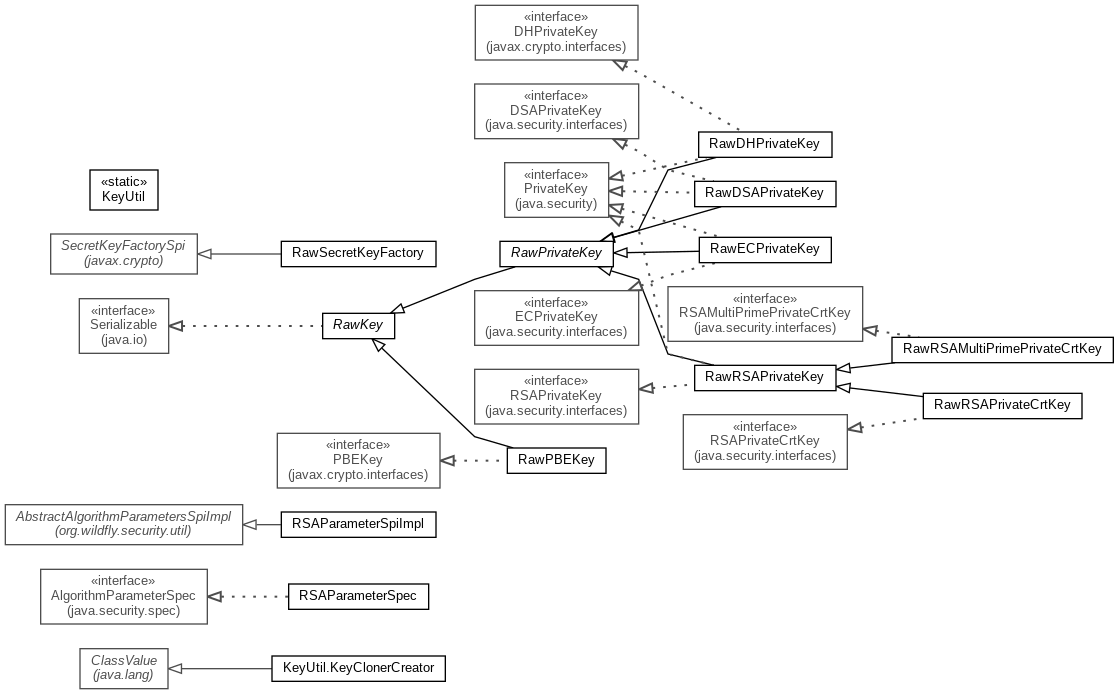 «interface»
DHPrivateKey
(javax.crypto.interfaces)
«interface»
DSAPrivateKey
(java.security.interfaces)
RawDHPrivateKey
«static»
KeyUtil
«interface»
PrivateKey
(java.security)
RawDSAPrivateKey
SecretKeyFactorySpi
(javax.crypto)
RawSecretKeyFactory
RawPrivateKey
RawECPrivateKey
«interface»
Serializable
(java.io)
RawKey
«interface»
ECPrivateKey
(java.security.interfaces)
«interface»
RSAMultiPrimePrivateCrtKey
(java.security.interfaces)
RawRSAMultiPrimePrivateCrtKey
«interface»
RSAPrivateKey
(java.security.interfaces)
RawRSAPrivateKey
RawRSAPrivateCrtKey
«interface»
RSAPrivateCrtKey
(java.security.interfaces)
«interface»
PBEKey
(javax.crypto.interfaces)
RawPBEKey
AbstractAlgorithmParametersSpiImpl
(org.wildfly.security.util)
RSAParameterSpiImpl
«interface»
AlgorithmParameterSpec
(java.security.spec)
RSAParameterSpec
ClassValue
(java.lang)
KeyUtil.KeyClonerCreator